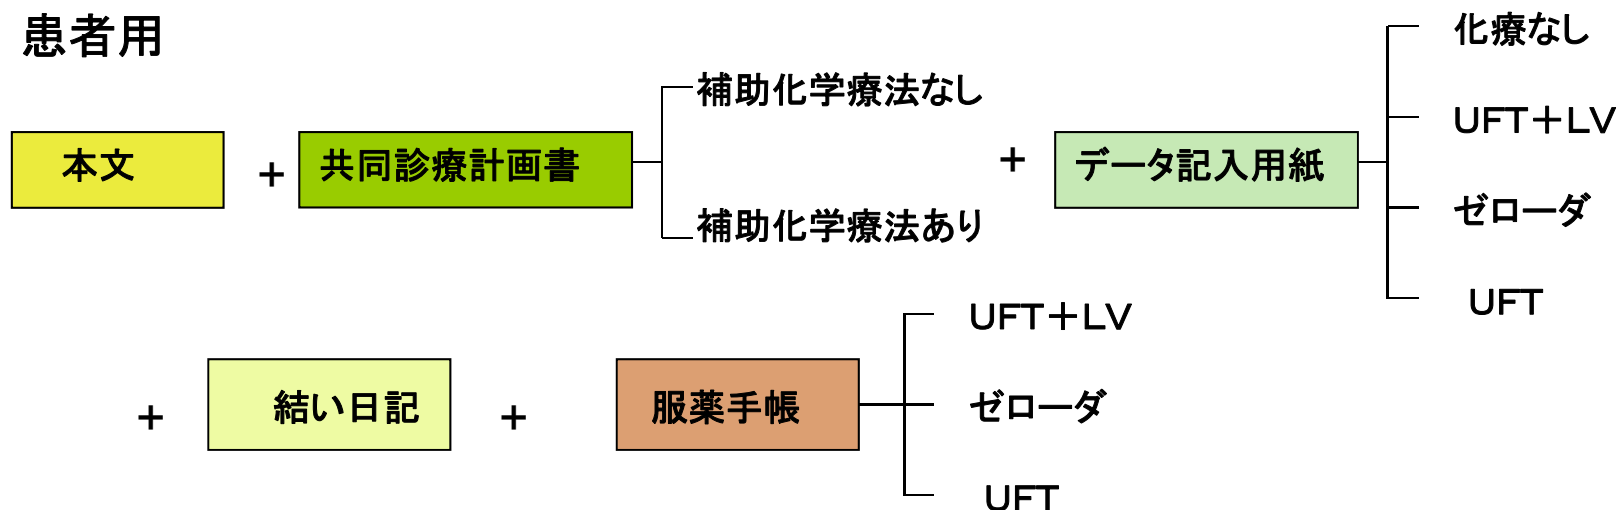 患者用
本文
＋
共同診療計画書
補助化学療法なし
補助化学療法あり
＋
データ記入用紙
化療なし
ＵＦＴ＋ＬＶ
ゼローダ
ＵＦＴ
＋
結い日記
＋
服薬手帳
ＵＦＴ＋ＬＶ
ゼローダ
ＵＦＴ